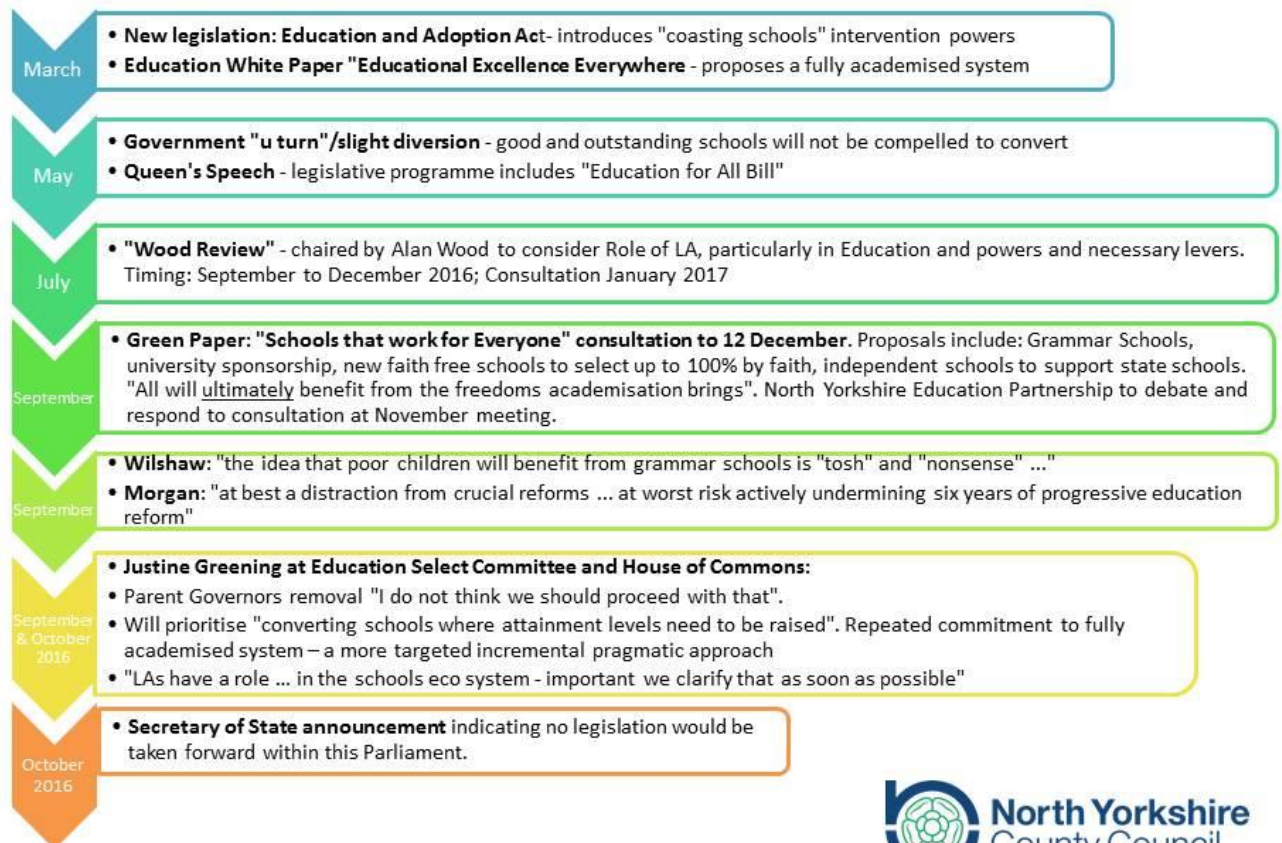 March
• New legislation: Education and Adoption Act- introduces "coasting schools" intervention powers
• Education White Paper "Educational Excellence Everywhere - proposes a fully academised system
May
• Government "u turn"/slight diversion - good and outstanding schools will not be compelled to convert
• Queen's Speech - legislative programme includes "Education for All Bill"
July
• "Wood Review" - chaired by Alan Wood to consider Role of LA, particularly in Education and powers and necessary levers.
Timing: September to December 2016; Consultation January 2017
September
• Green Paper: "Schools that work for Everyone" consultation to 12 December. Proposals include: Grammar Schools,
university sponsorship, new faith free schools to select up to 100% by faith, independent schools to support state schools.
"All will ultimately benefit from the freedoms academisation brings". North Yorkshire Education Partnership to debate and
respond to consultation at November meeting.
September
• Wilshaw: "the idea that poor children will benefit from grammar schools is "tosh" and "nonsense" ..."
• Morgan: "at best a distraction from crucial reforms ... at worst risk actively undermining six years of progressive education
reform"
September
& October
2016
• Justine Greening at Education Select Committee and House of Commons:
• Parent Governors removal "I do not think we should proceed with that".
• Will prioritise "converting schools where attainment levels need to be raised". Repeated commitment to fully
academised system – a more targeted incremental pragmatic approach
• "LAs have a role ... in the schools eco system - important we clarify that as soon as possible"
October
2016
• Secretary of State announcement indicating no legislation would be
taken forward within this Parliament.
North Yorkshire
County Council